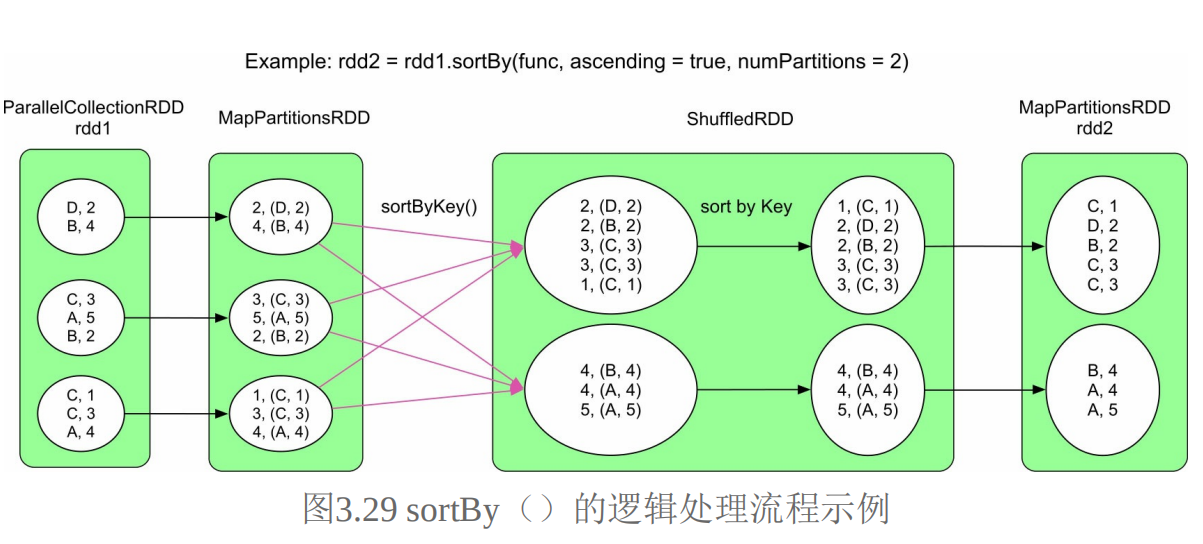 Example: rdd2 = rdd1.sortBy(func, ascending = true, numPartitions = 2)
ParallelCollectionRDD
rdd1
D, 2
B, 4
C, 3
A, 5
B, 2
C, 1
C, 3
A, 4
MapPartitionsRDD
2, (D, 2)
4, (B, 4)
3, (C, 3)
5, (A, 5)
2, (B, 2)
1, (C, 1)
3, (C, 3)
4, (A, 4)
sortByKey()
ShuffledRDD
2, (D, 2)
2, (B, 2)
3, (C, 3)
3, (C, 3)
1, (C, 1)
4, (B, 4)
4, (A, 4)
5, (A, 5)
sort by Key
1, (C, 1)
2, (D, 2)
2, (B, 2)
3, (C, 3)
3, (C, 3)
4, (B, 4)
4, (A, 4)
5, (A, 5)
MapPartitionsRDD
rdd2
C, 1
D, 2
B, 2
C, 3
C, 3
B, 4
A, 4
A, 5
图3.29 sortBy（）的逻辑处理流程示例